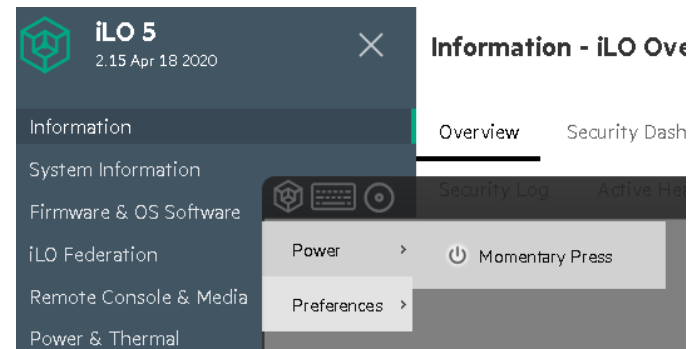 iLO 5
2.15 Apr 18 2020
Information - iLO Ove
Information
Overview Security Dash
System Information
Security Log Active Hea
Firmware & OS Software
iLO Federation
Power
Momentary Press
Remote Console & Media
Preferences
Power & Thermal